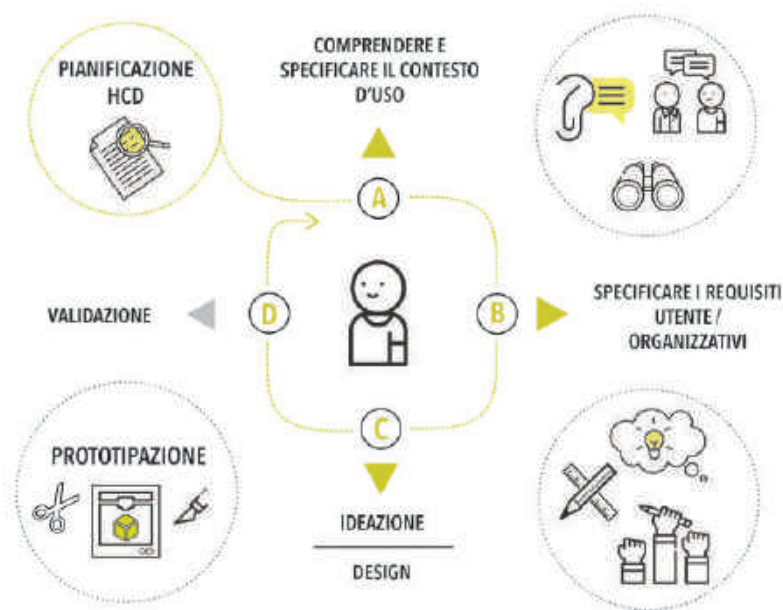 PIANIFICAZIONE
HCD
COMPRENDERE E
SPECIFICARE IL CONTESTO
D'USO
A
VALIDAZIONE
D
B
SPECIFICARE I REQUISITI
UTENTE /
ORGANIZZATIVI
C
PROTOTIPAZIONE
IDEAZIONE
DESIGN